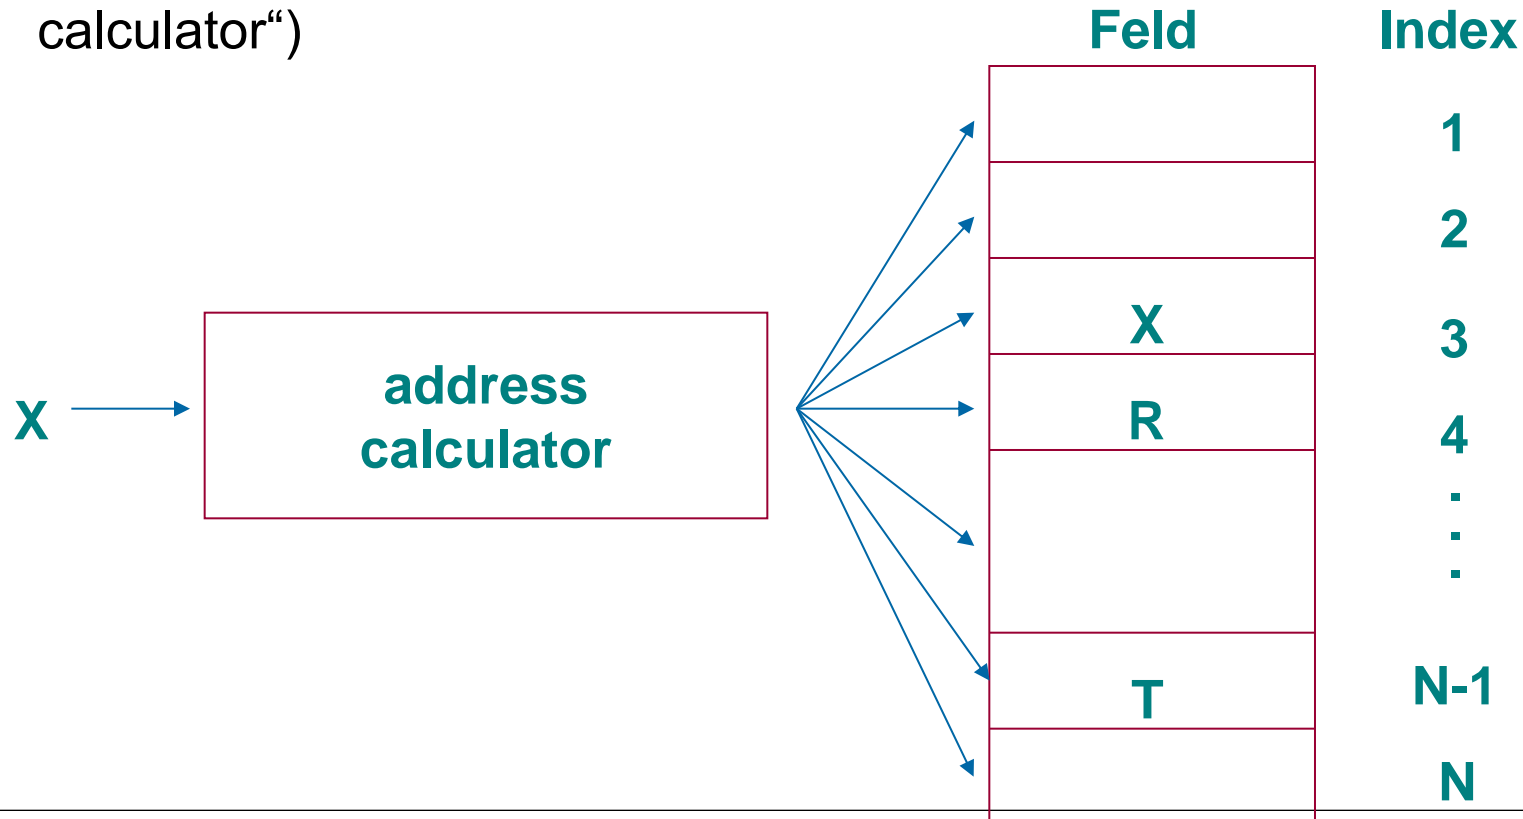 calculator“)
Feld Index
1
2
X 3
X address calculator R 4
.
.
.
T N-1
N